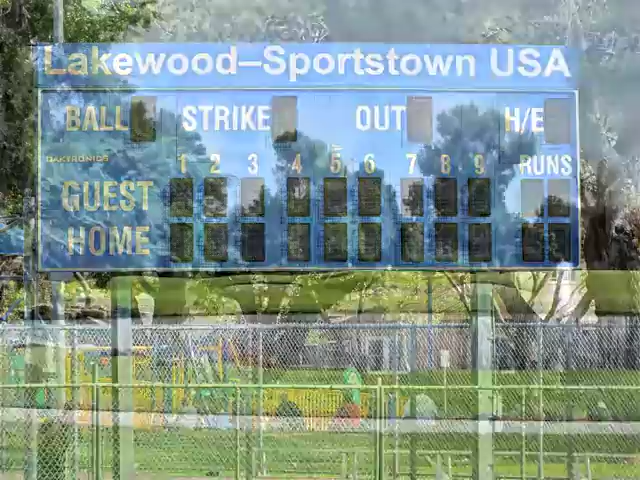 Lakewood–Sportstown USA
BALL STRIKE OUT H/E
DAKTRONICS 1 2 3 4 5 6 7 8 9 RUNS
GUEST
HOME